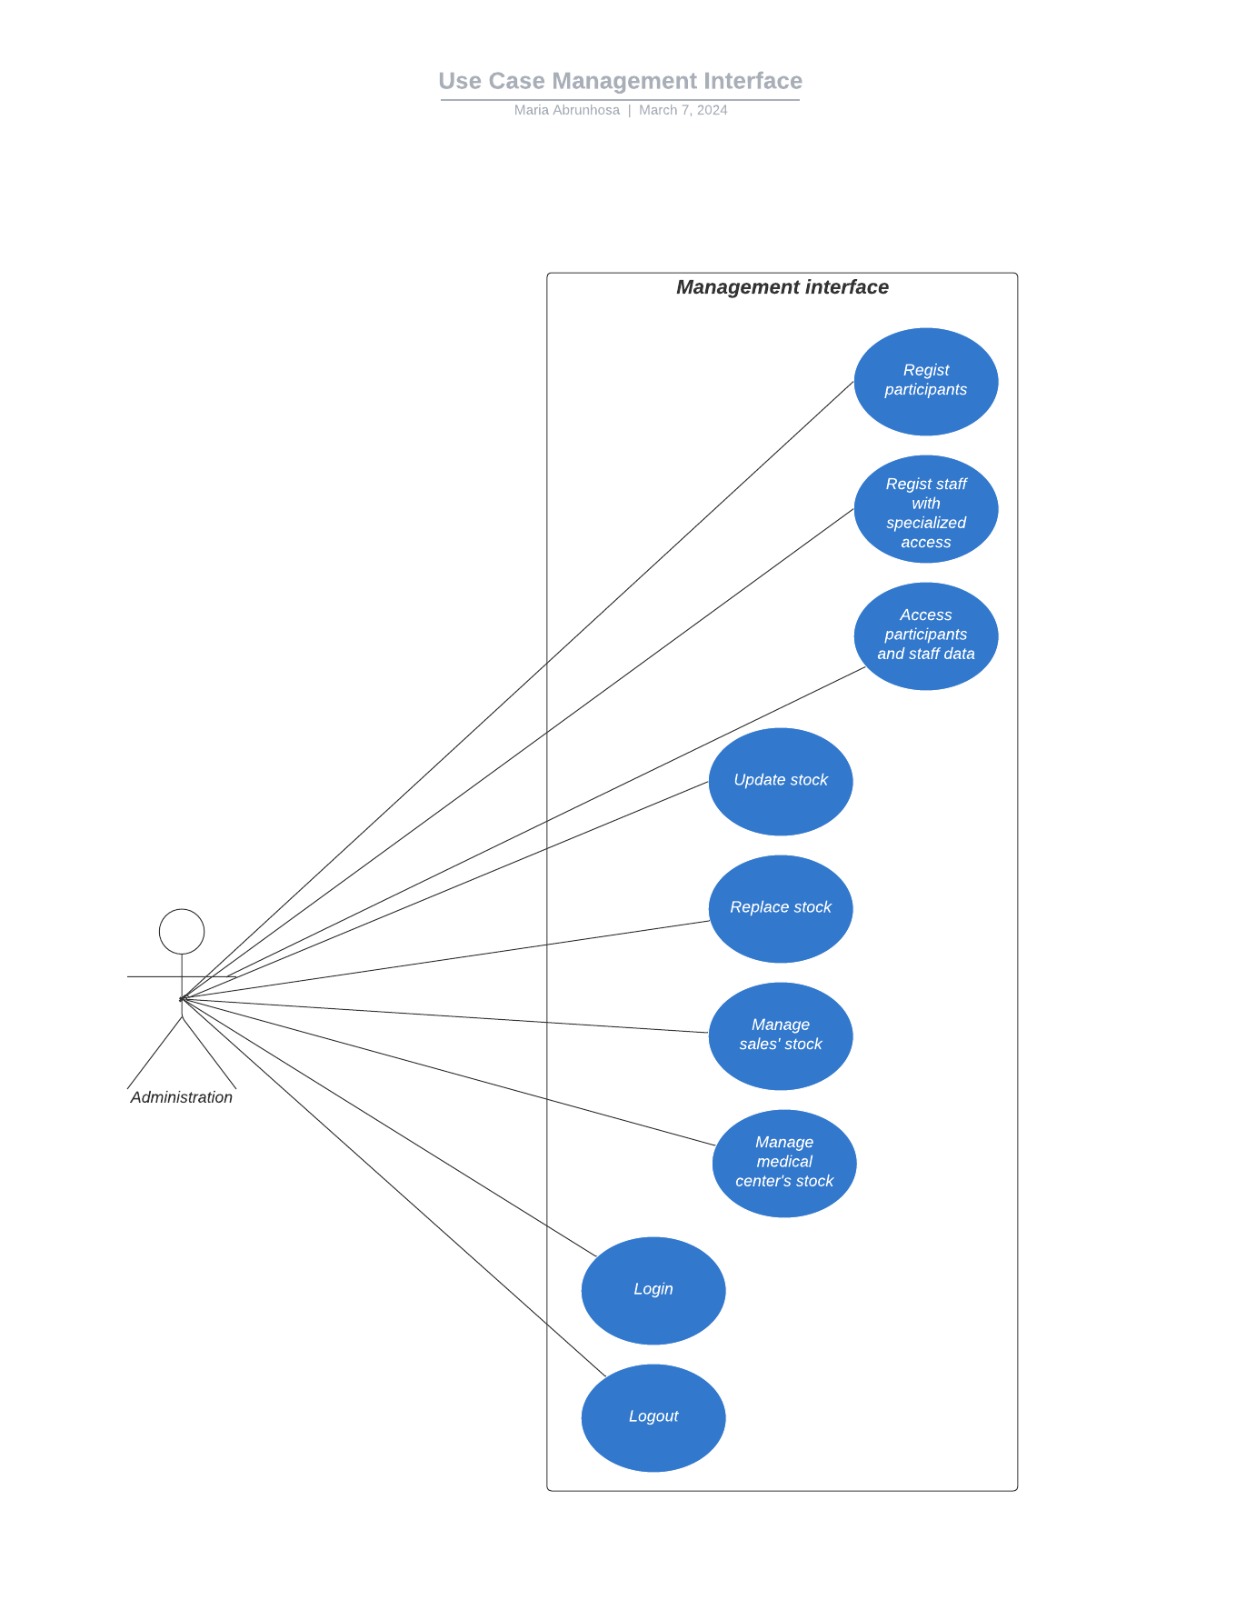 Use Case Management Interface
Maria Abrunhosa | March 7, 2024
Management interface
Regist
participants
Regist staff
with
specialized
access
Access
participants
and staff data
Update stock
Replace stock
Manage
sales' stock
Administration
Manage
medical
center's stock
Login
Logout